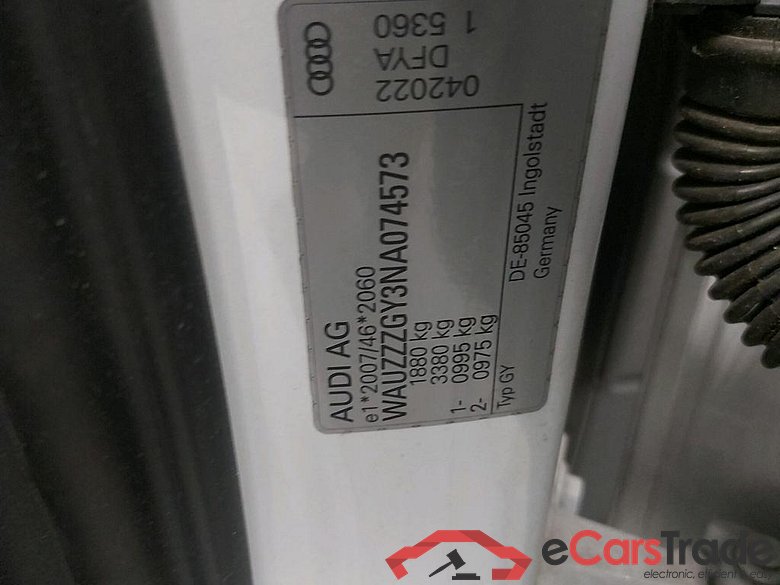 AUDI AG
e1*2007/46*2060
WAUZZZGY3NA074573
1880 kg
3380 kg
1- 0995 kg
2- 0975 kg
Typ GY
DE-85045 Ingolstadt
Germany
042022
DFYA
1 5360
eCarsTrade
electronic, efficient &